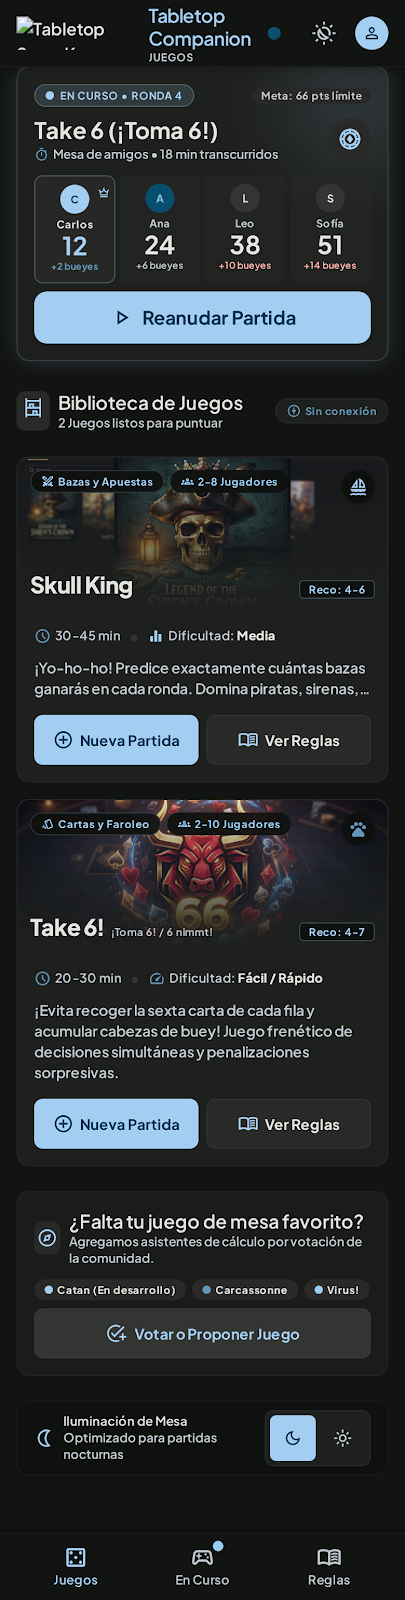 Tabletop
Tabletop
Companion
JUEGOS
EN CURSO • RONDA 4
Meta: 66 pts límite
Take 6 (¡Toma 6!)
Mesa de amigos • 18 min transcurridos
C
Carlos
12
+2 bueyes
A
Ana
24
+6 bueyes
L
Leo
38
+10 bueyes
S
Sofía
51
+14 bueyes
Reanudar Partida
Biblioteca de Juegos
2 Juegos listos para puntuar
Sin conexión
Bazas y Apuestas
2-8 Jugadores
LEGEND OF THE
SIREN'S CROWN
Skull King
Reco: 4-6
30-45 min
Dificultad: Media
¡Yo-ho-ho! Predice exactamente cuántas bazas
ganarás en cada ronda. Domina piratas, sirenas,...
Nueva Partida
Ver Reglas
Cartas y Faroleo
2-10 Jugadores
66
Take 6! ¡Toma 6! / 6 nimmt!
Reco: 4-7
20-30 min
Dificultad: Fácil / Rápido
¡Evita recoger la sexta carta de cada fila y
acumular cabezas de buey! Juego frenético de
decisiones simultáneas y penalizaciones
sorpresivas.
Nueva Partida
Ver Reglas
¿Falta tu juego de mesa favorito?
Agregamos asistentes de cálculo por votación de
la comunidad.
Catan (En desarrollo)
Carcassonne
Virus!
Votar o Proponer Juego
Iluminación de Mesa
Optimizado para partidas
nocturnas
Juegos
En Curso
Reglas